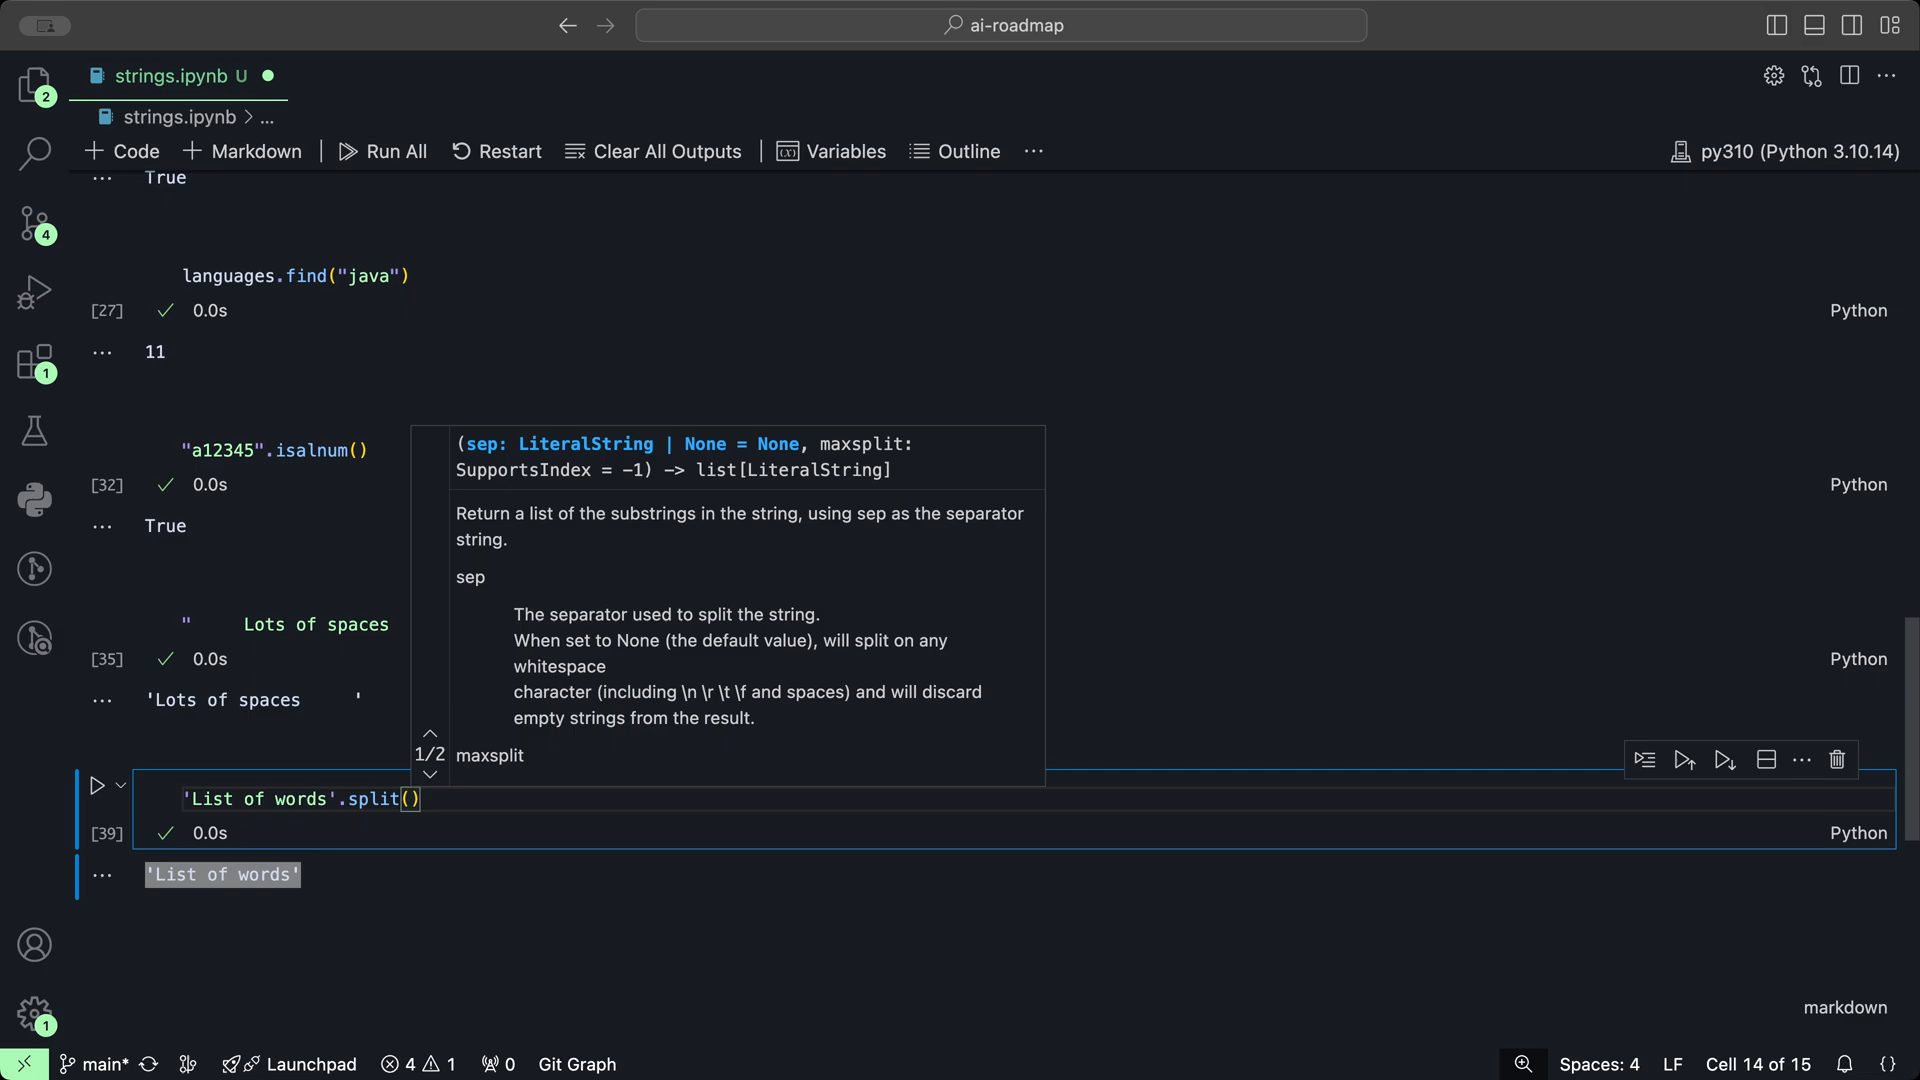 ai-roadmap
strings.ipynb U
strings.ipynb > ...
Code Markdown Run All Restart Clear All Outputs Variables Outline ... py310 (Python 3.10.14)
2
... True
4
languages.find("java")
[27] 0.0s Python
... 11
1
"a12345".isalnum()
[32] 0.0s Python
... True
(sep: LiteralString | None = None, maxsplit:
SupportsIndex = -1) -> list[LiteralString]
Return a list of the substrings in the string, using sep as the separator
string.
sep
The separator used to split the string.
When set to None (the default value), will split on any
whitespace
character (including \n \r \t \f and spaces) and will discard
empty strings from the result.
1/2 maxsplit
"     Lots of spaces
[35] 0.0s Python
... 'Lots of spaces     '
'List of words'.split()
[39] 0.0s Python
... 'List of words'
markdown
1
main* Launchpad 4 1 0 Git Graph Spaces: 4 LF Cell 14 of 15 {}